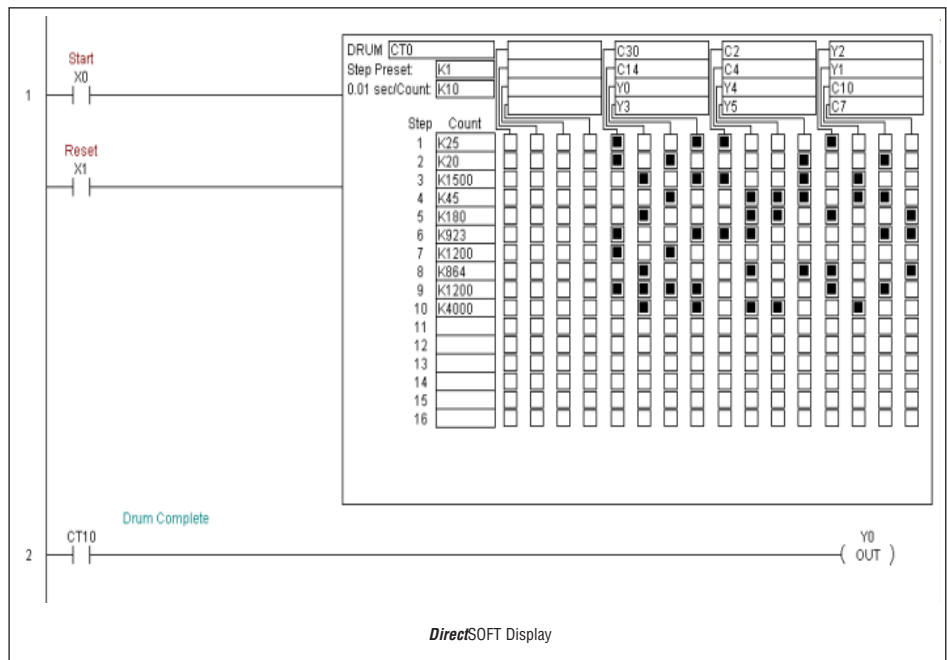 Start
X0
1
Reset
X1
DRUM CT0
Step Preset: K1
0.01 sec/Count: K10
C30 C2 Y2
C14 C4 Y1
Y0 Y4 C10
Y3 Y5 C7
Step Count
1 K25
2 K20
3 K1500
4 K45
5 K180
6 K923
7 K1200
8 K864
9 K1200
10 K4000
11
12
13
14
15
16
Drum Complete
CT10
2
Y0
( OUT )
DirectSOFT Display